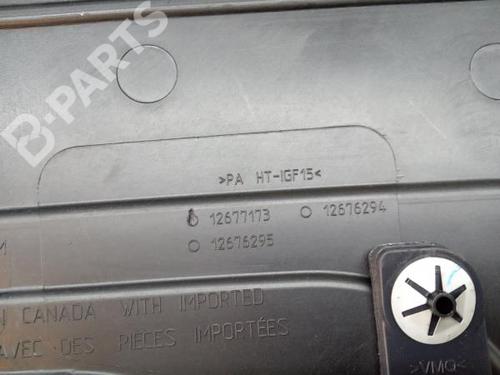 B-PARTS
>PA HT-IGF15<
12677173 12676294
M 12676295
N CANADA WITH IMPORTED
AVEC DES PIÈCES IMPORTÉES
>VMQ<